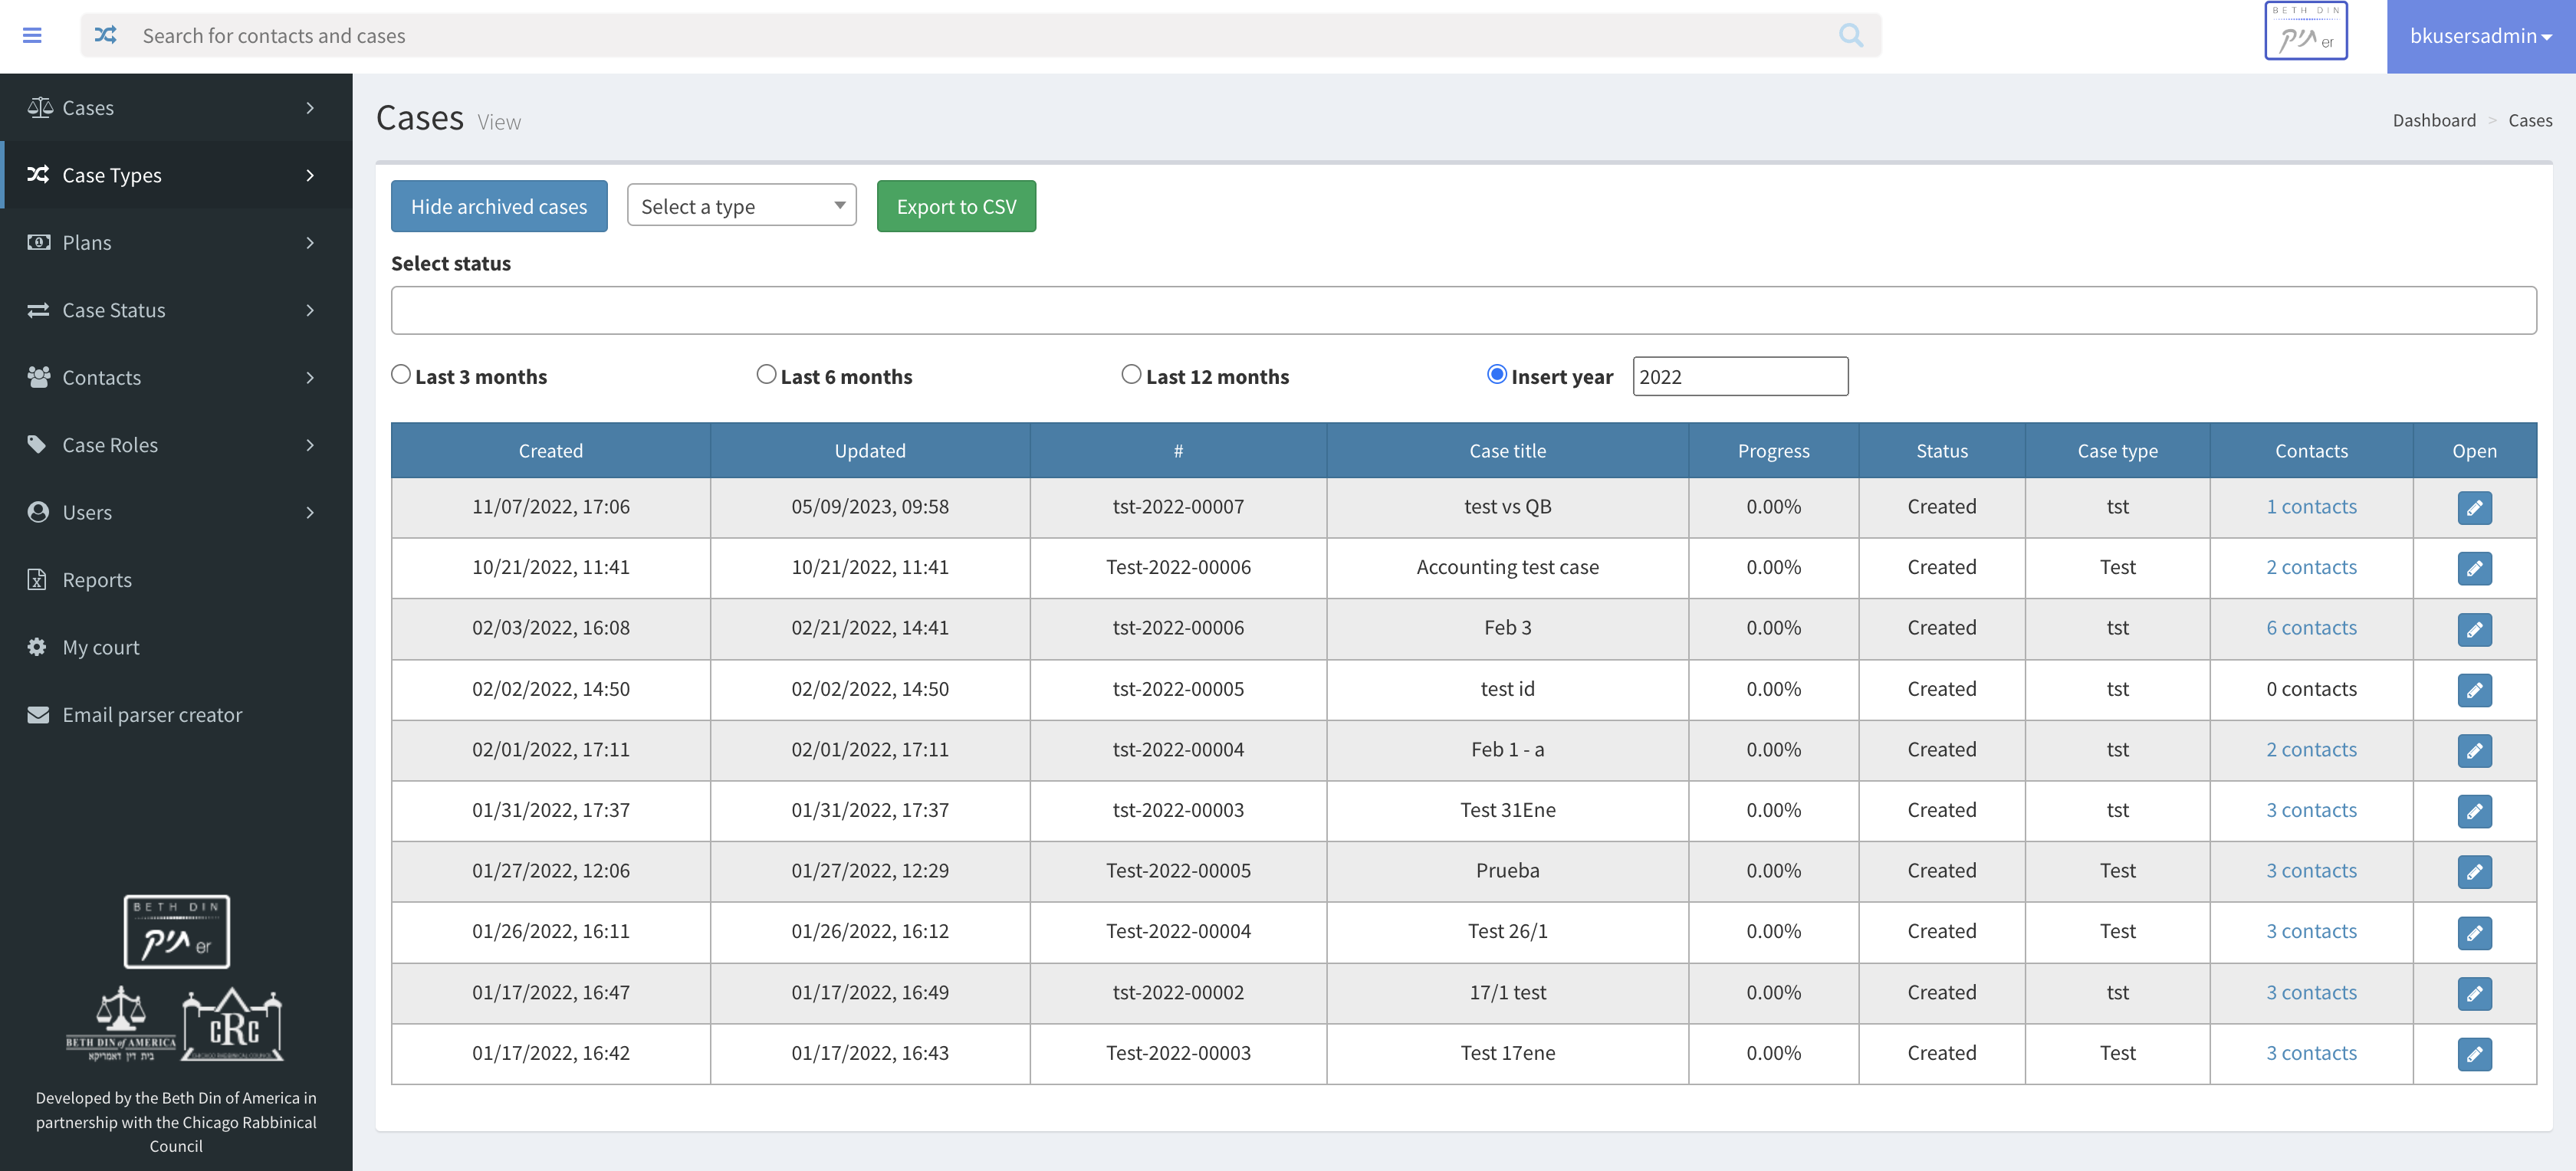 Search for contacts and cases
BETH DIN
תיק er
bkusersadmin
Cases
Case Types
Plans
Case Status
Contacts
Case Roles
Users
Reports
My court
Email parser creator
BETH DIN
תיק er
BETH DIN of AMERICA
בית דין דאמריקא
cRc
CHICAGO RABBINICAL COUNCIL
Developed by the Beth Din of America in
partnership with the Chicago Rabbinical
Council
Cases View
Dashboard > Cases
Hide archived cases Select a type Export to CSV
Select status
Last 3 months Last 6 months Last 12 months Insert year 2022
Created Updated # Case title Progress Status Case type Contacts Open
11/07/2022, 17:06 05/09/2023, 09:58 tst-2022-00007 test vs QB 0.00% Created tst 1 contacts
10/21/2022, 11:41 10/21/2022, 11:41 Test-2022-00006 Accounting test case 0.00% Created Test 2 contacts
02/03/2022, 16:08 02/21/2022, 14:41 tst-2022-00006 Feb 3 0.00% Created tst 6 contacts
02/02/2022, 14:50 02/02/2022, 14:50 tst-2022-00005 test id 0.00% Created tst 0 contacts
02/01/2022, 17:11 02/01/2022, 17:11 tst-2022-00004 Feb 1 - a 0.00% Created tst 2 contacts
01/31/2022, 17:37 01/31/2022, 17:37 tst-2022-00003 Test 31Ene 0.00% Created tst 3 contacts
01/27/2022, 12:06 01/27/2022, 12:29 Test-2022-00005 Prueba 0.00% Created Test 3 contacts
01/26/2022, 16:11 01/26/2022, 16:12 Test-2022-00004 Test 26/1 0.00% Created Test 3 contacts
01/17/2022, 16:47 01/17/2022, 16:49 tst-2022-00002 17/1 test 0.00% Created tst 3 contacts
01/17/2022, 16:42 01/17/2022, 16:43 Test-2022-00003 Test 17ene 0.00% Created Test 3 contacts